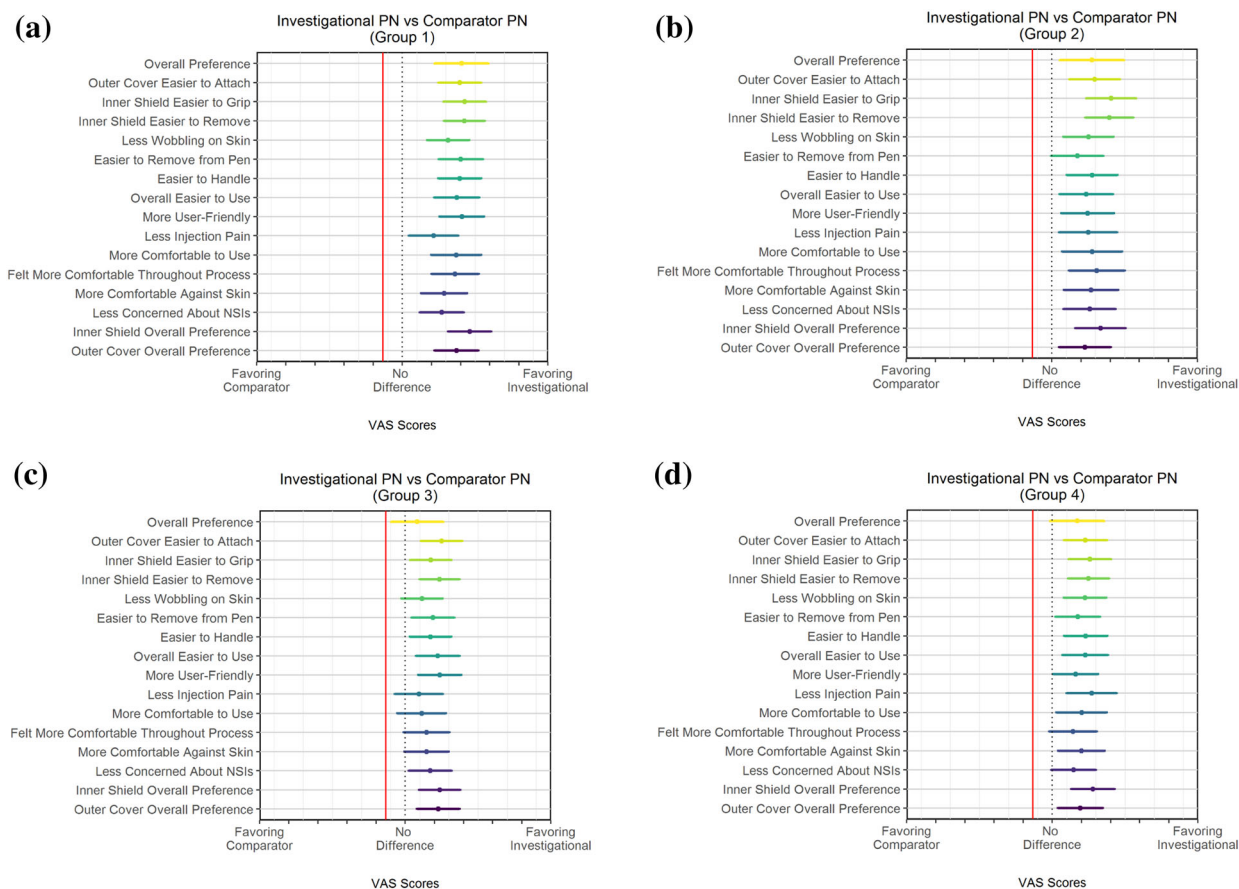 (a)
Investigational PN vs Comparator PN
(Group 1)
Overall Preference
Outer Cover Easier to Attach
Inner Shield Easier to Grip
Inner Shield Easier to Remove
Less Wobbling on Skin
Easier to Remove from Pen
Easier to Handle
Overall Easier to Use
More User-Friendly
Less Injection Pain
More Comfortable to Use
Felt More Comfortable Throughout Process
More Comfortable Against Skin
Less Concerned About NSIs
Inner Shield Overall Preference
Outer Cover Overall Preference
Favoring
Comparator
No
Difference
Favoring
Investigational
VAS Scores
(b)
Investigational PN vs Comparator PN
(Group 2)
Overall Preference
Outer Cover Easier to Attach
Inner Shield Easier to Grip
Inner Shield Easier to Remove
Less Wobbling on Skin
Easier to Remove from Pen
Easier to Handle
Overall Easier to Use
More User-Friendly
Less Injection Pain
More Comfortable to Use
Felt More Comfortable Throughout Process
More Comfortable Against Skin
Less Concerned About NSIs
Inner Shield Overall Preference
Outer Cover Overall Preference
Favoring
Comparator
No
Difference
Favoring
Investigational
VAS Scores
(c)
Investigational PN vs Comparator PN
(Group 3)
Overall Preference
Outer Cover Easier to Attach
Inner Shield Easier to Grip
Inner Shield Easier to Remove
Less Wobbling on Skin
Easier to Remove from Pen
Easier to Handle
Overall Easier to Use
More User-Friendly
Less Injection Pain
More Comfortable to Use
Felt More Comfortable Throughout Process
More Comfortable Against Skin
Less Concerned About NSIs
Inner Shield Overall Preference
Outer Cover Overall Preference
Favoring
Comparator
No
Difference
Favoring
Investigational
VAS Scores
(d)
Investigational PN vs Comparator PN
(Group 4)
Overall Preference
Outer Cover Easier to Attach
Inner Shield Easier to Grip
Inner Shield Easier to Remove
Less Wobbling on Skin
Easier to Remove from Pen
Easier to Handle
Overall Easier to Use
More User-Friendly
Less Injection Pain
More Comfortable to Use
Felt More Comfortable Throughout Process
More Comfortable Against Skin
Less Concerned About NSIs
Inner Shield Overall Preference
Outer Cover Overall Preference
Favoring
Comparator
No
Difference
Favoring
Investigational
VAS Scores